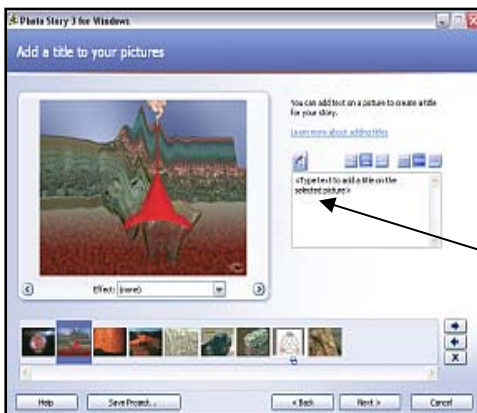 Photo Story 3 for Windows
Add a title to your pictures
You can add text on a picture to create a title
for your story.
Learn more about adding titles
<Type text to add a title on the
selected picture>
Effect: (none)
Help
Save Project...
< Back
Next >
Cancel